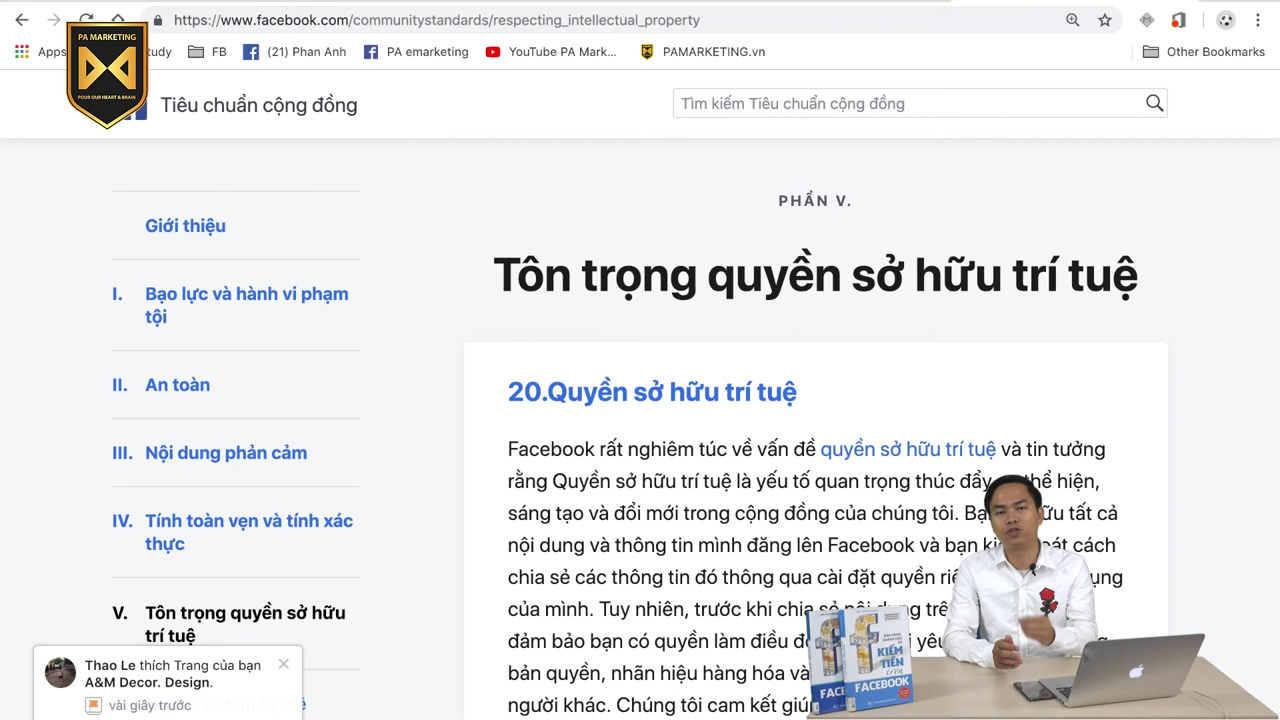 https://www.facebook.com/communitystandards/respecting_intellectual_property
Apps
FB
(21) Phan Anh
PA emarketing
YouTube PA Mark...
PAMARKETING.vn
Other Bookmarks
PA MARKETING
POUR OUR HEART & BRAIN
Tiêu chuẩn cộng đồng
Tìm kiếm Tiêu chuẩn cộng đồng
Giới thiệu
I. Bạo lực và hành vi phạm
tội
II. An toàn
III. Nội dung phản cảm
IV. Tính toàn vẹn và tính xác
thực
V. Tôn trọng quyền sở hữu
trí tuệ
PHẦN V.
Tôn trọng quyền sở hữu trí tuệ
20.Quyền sở hữu trí tuệ
Facebook rất nghiêm túc về vấn đề quyền sở hữu trí tuệ và tin tưởng
rằng Quyền sở hữu trí tuệ là yếu tố quan trọng thúc đẩy thể hiện,
sáng tạo và đổi mới trong cộng đồng của chúng tôi. tất cả
nội dung và thông tin mình đăng lên Facebook và bạn cách
chia sẻ các thông tin đó thông qua cài đặt quyền
của mình. Tuy nhiên, trước khi chia sẻ nội dung
đảm bảo bạn có quyền làm điều
bản quyền, nhãn hiệu hàng hóa và
người khác. Chúng tôi cam kết
KIẾM
TIỀN
trên
FACEBOOK
Thao Le thích Trang của bạn
A&M Decor. Design.
vài giây trước